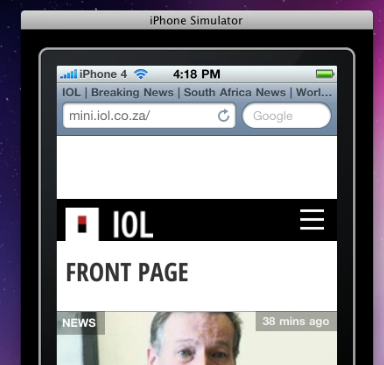 iPhone Simulator
iPhone 4 4:18 PM
IOL | Breaking News | South Africa News | Worl...
mini.iol.co.za/ Google
IOL
FRONT PAGE
NEWS 38 mins ago